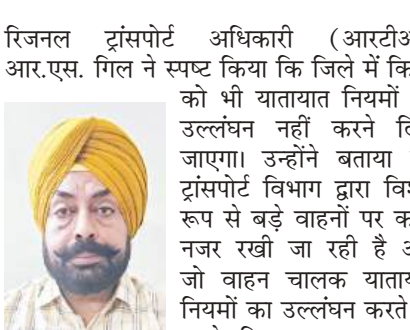 रिजनल ट्रांसपोर्ट अधिकारी
आर.एस. गिल ने स्पष्ट किया कि जिले में
को भी यातायात नियमों
उल्लंघन नहीं करने
जाएगा। उन्होंने बताया
ट्रांसपोर्ट विभाग द्वारा
रूप से बड़े वाहनों पर
नजर रखी जा रही है
जो वाहन चालक
नियमों का उल्लंघन करते